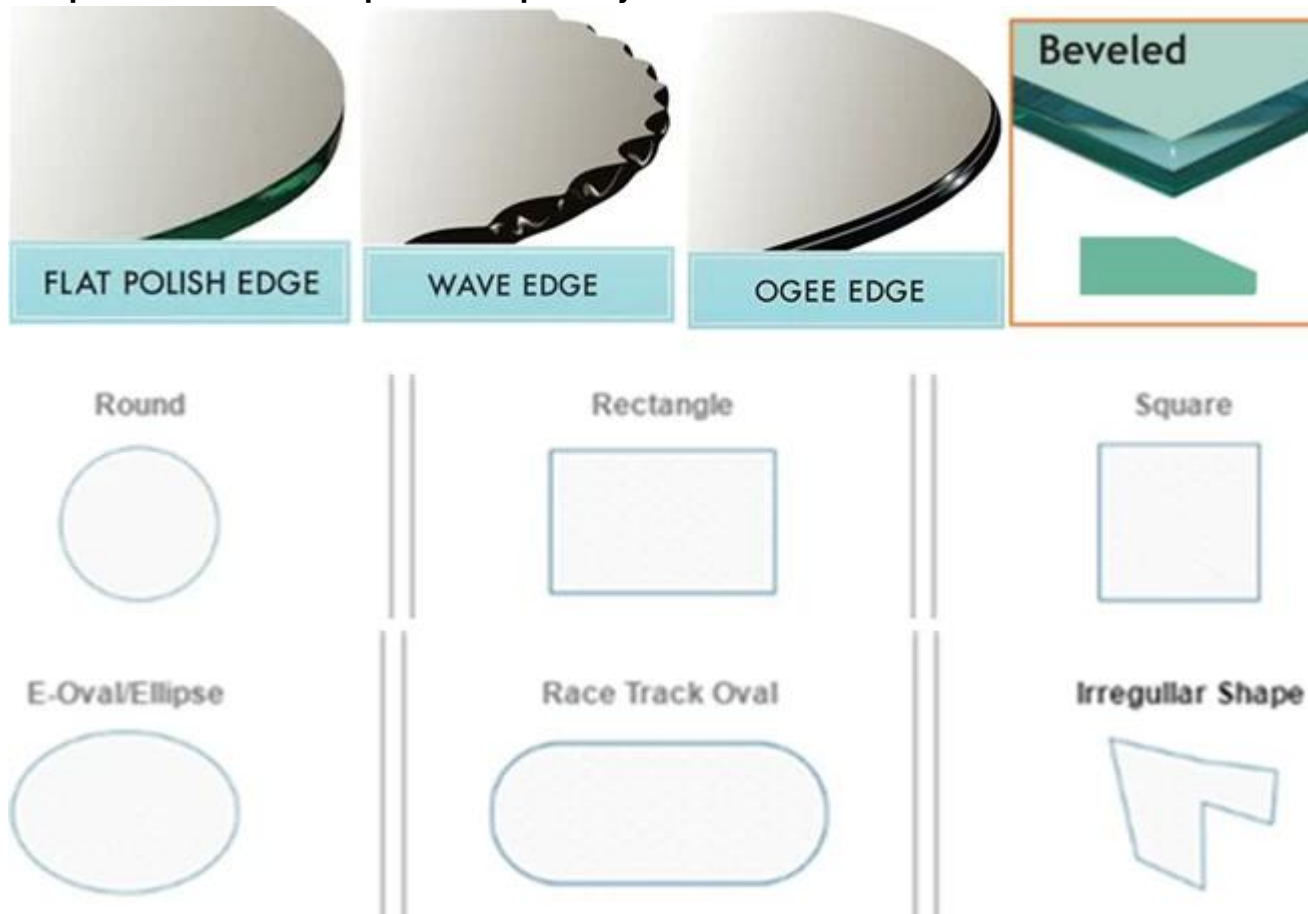 Beveled
FLAT POLISH EDGE
WAVE EDGE
OGEE EDGE
Round
Rectangle
Square
E-Oval/Ellipse
Race Track Oval
Irregullar Shape